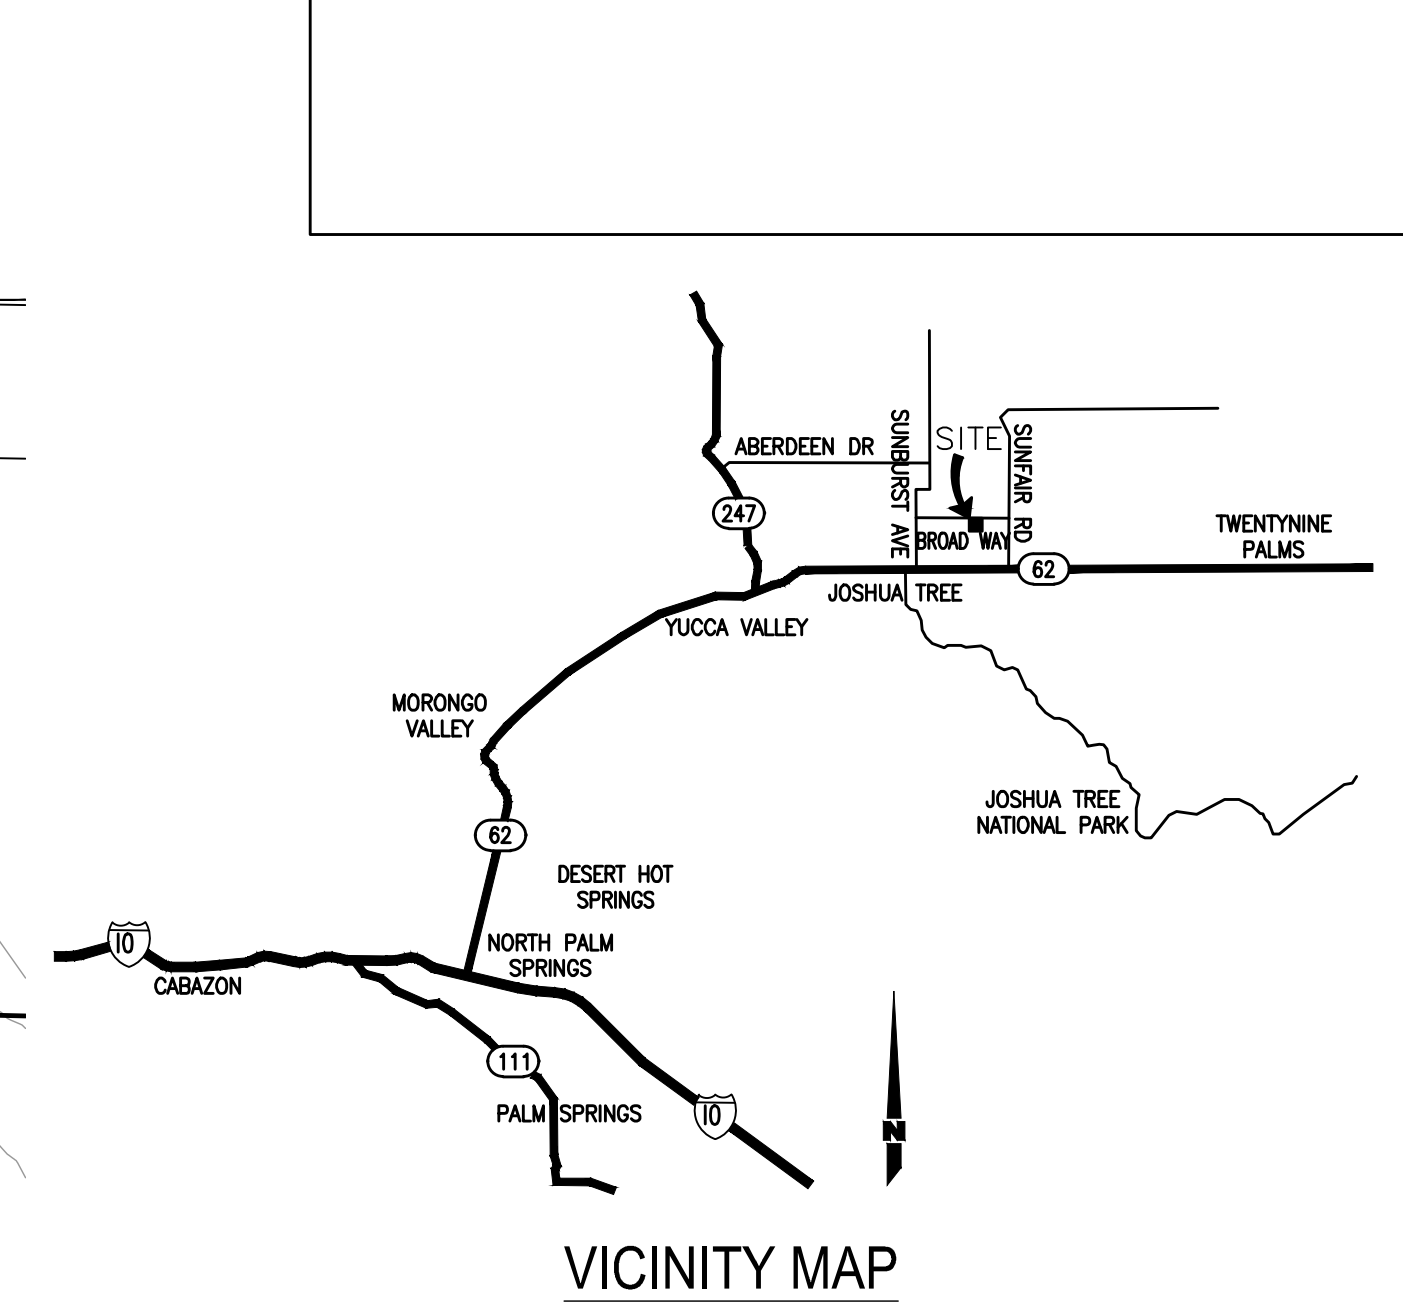 SUNBURST AVE
SITE
SUNFAIR RD
ABERDEEN DR
247
TWENTYNINE
PALMS
BROAD WAY
62
JOSHUA TREE
YUCCA VALLEY
MORONGO
VALLEY
JOSHUA TREE
NATIONAL PARK
62
DESERT HOT
SPRINGS
10
NORTH PALM
SPRINGS
CABAZON
111
PALM SPRINGS
10
N
VICINITY MAP